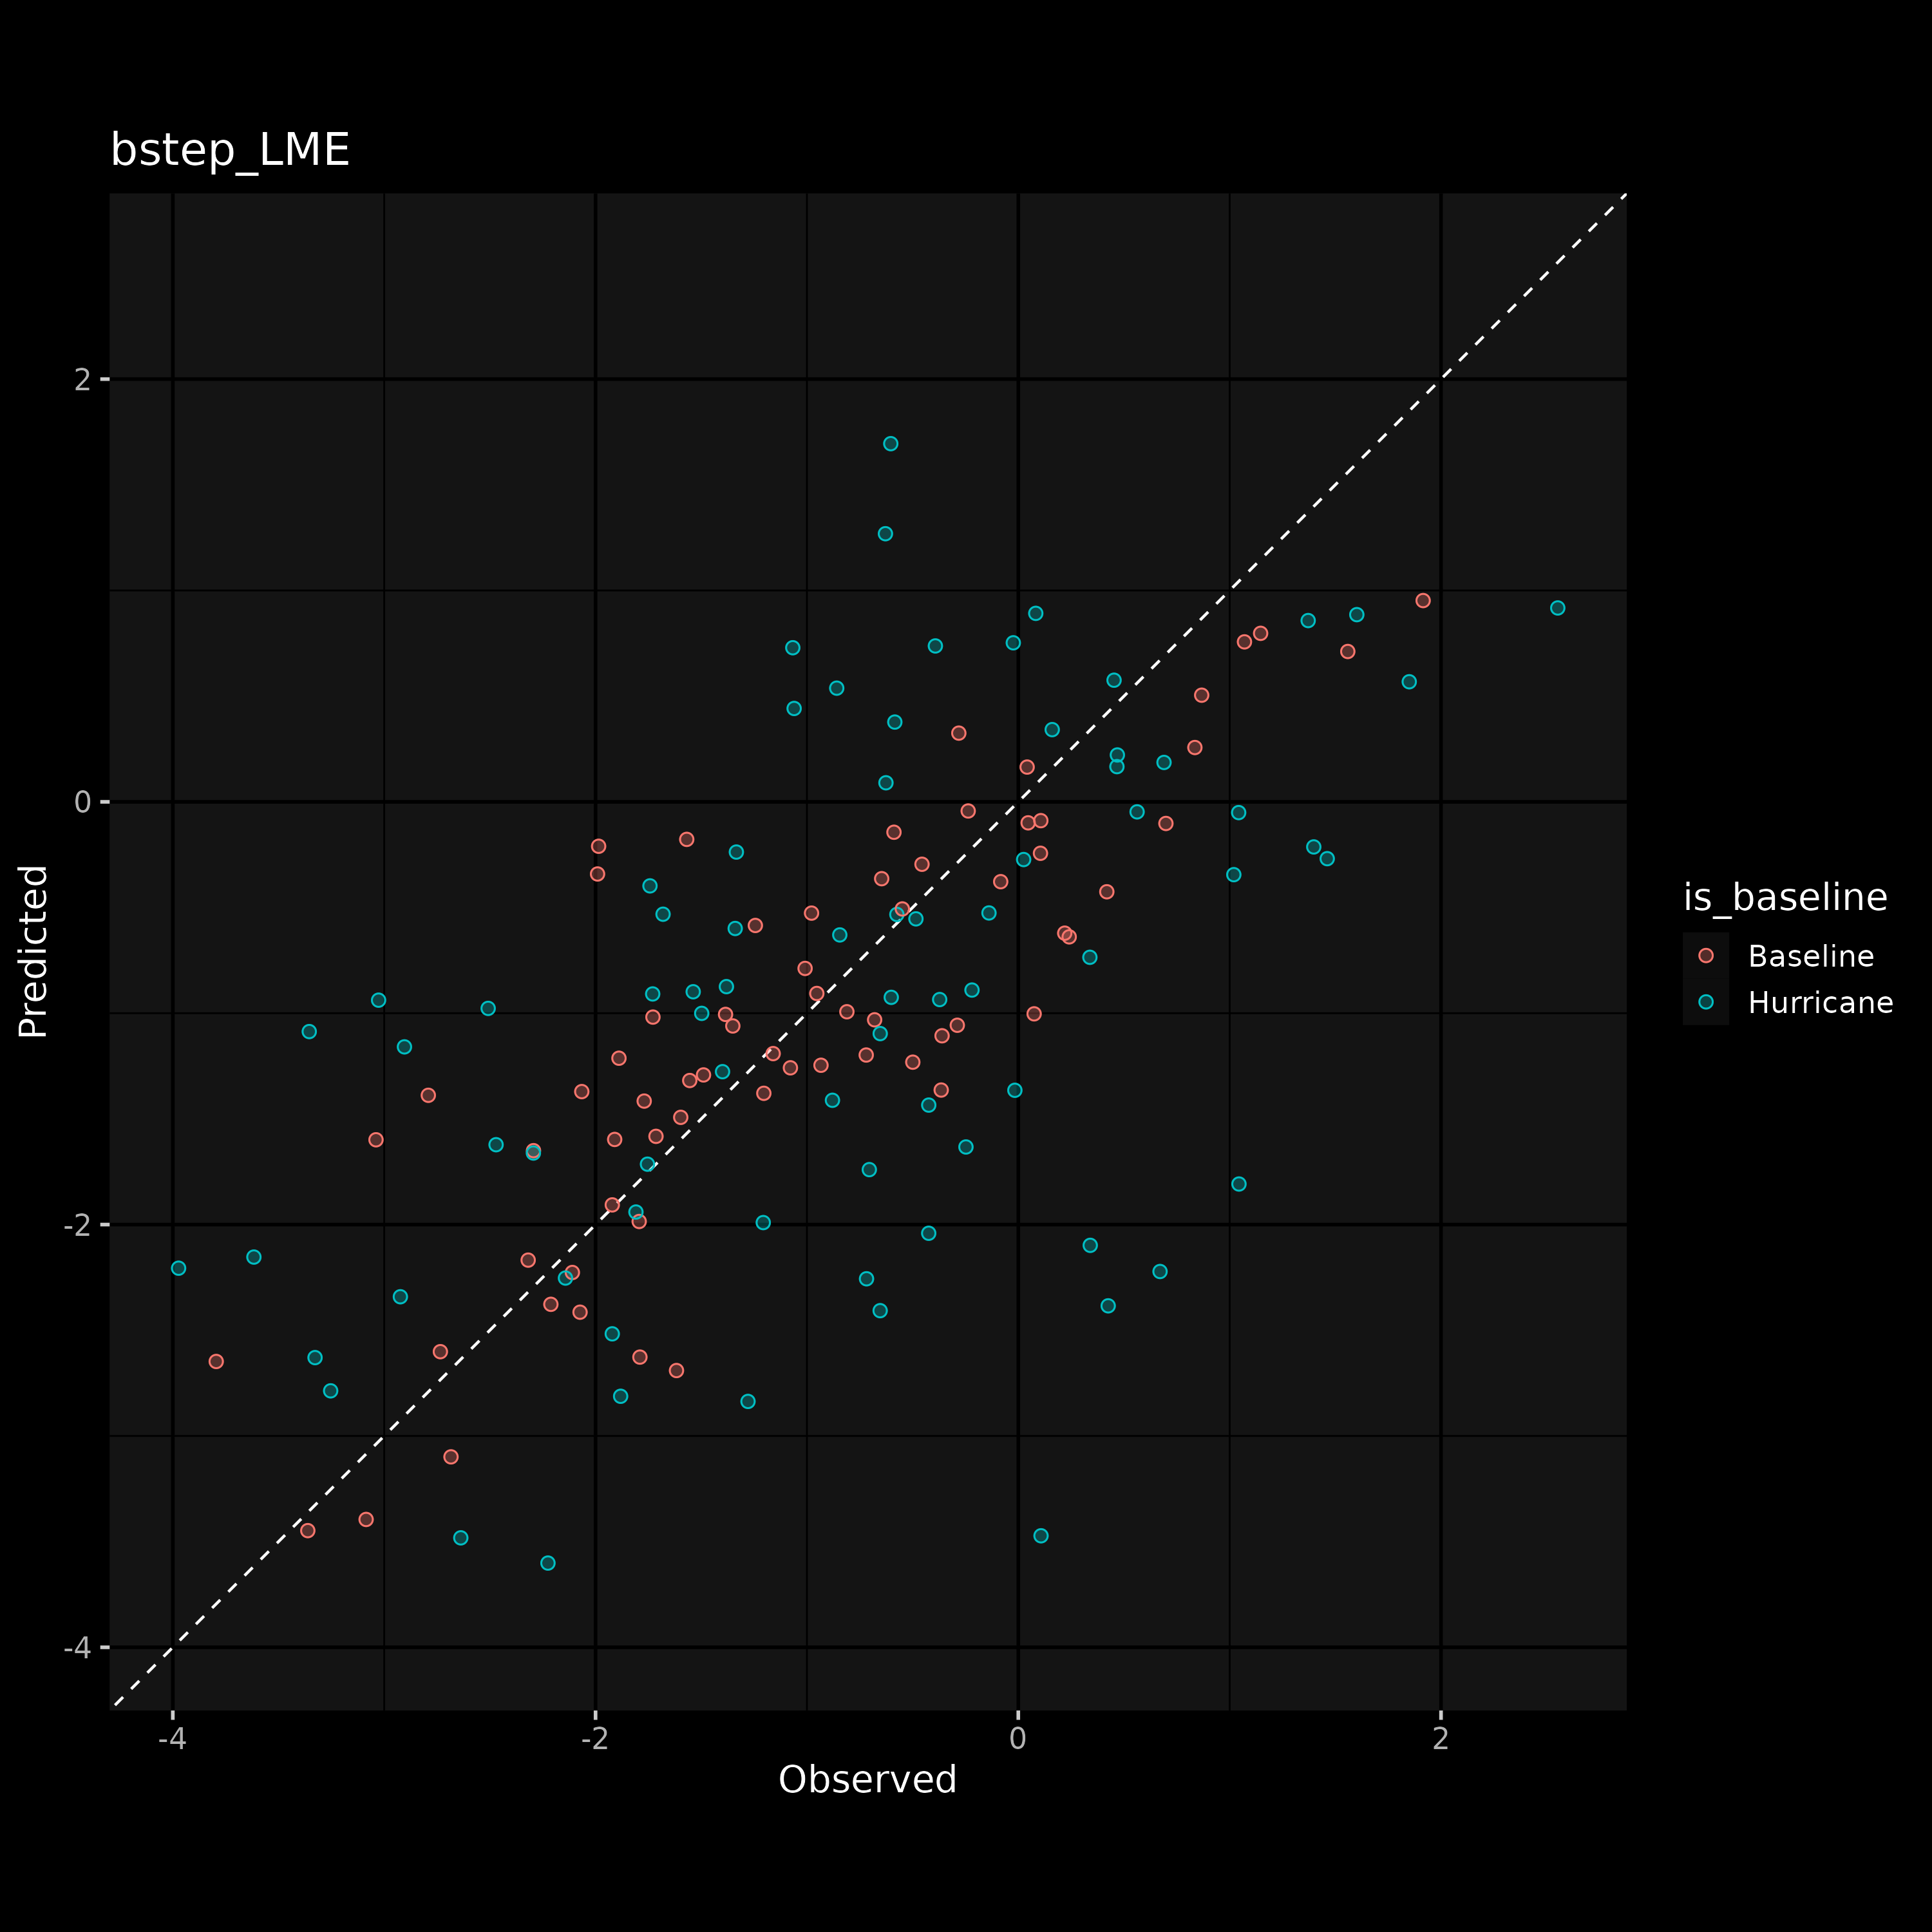 bstep_LME
Predicted
2
0
-2
-4
-4
-2
0
2
Observed
is_baseline
Baseline
Hurricane